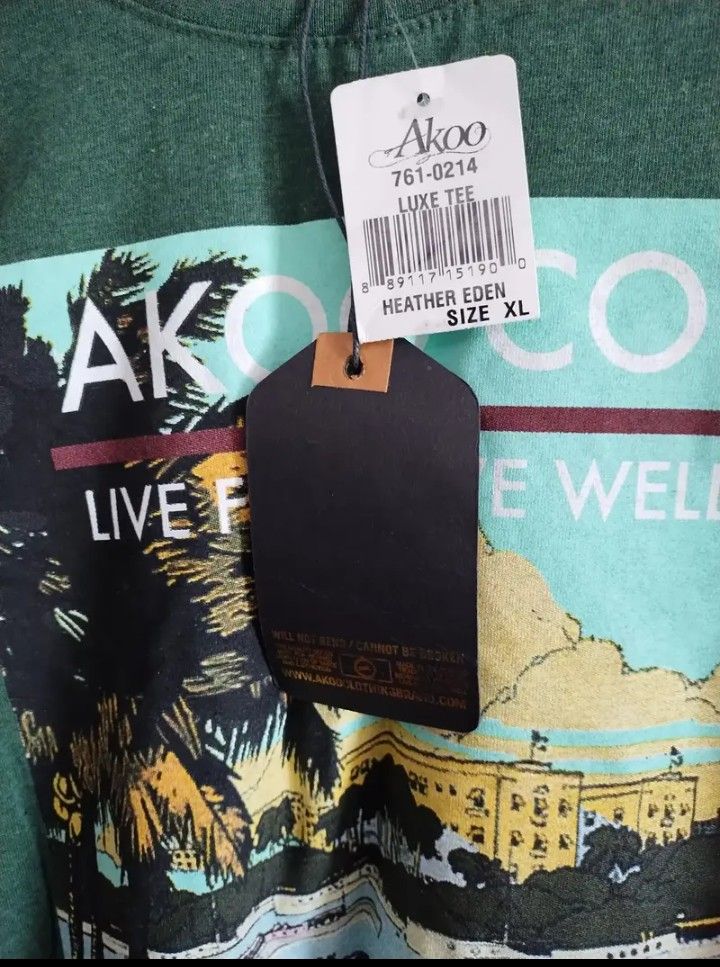 Akoo
761-0214
LUXE TEE
8 89117 15190 0
HEATHER EDEN
SIZE XL
AKOO CO
LIVE F VE WELL
WILL NOT BEND / CANNOT BE BROKEN
WWW.AKOOCLOTHINGBRAND.COM